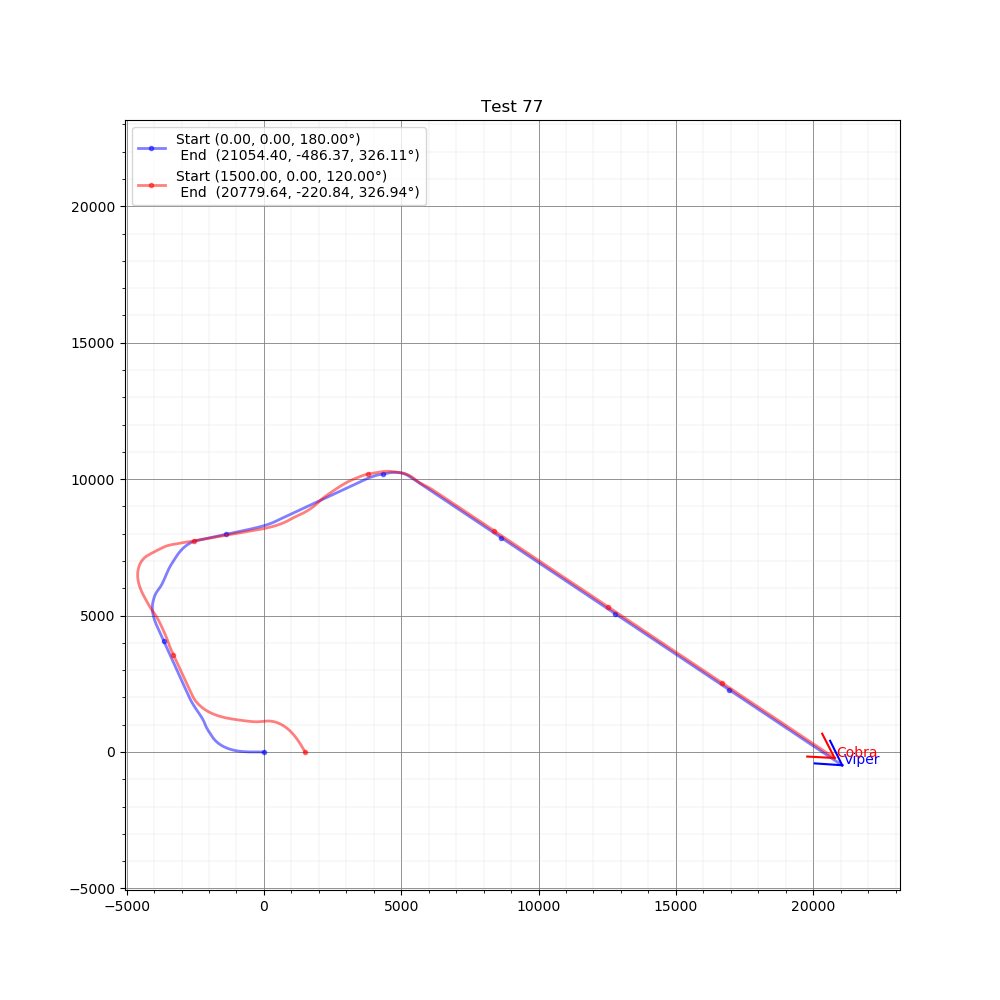 Test 77
Start (0.00, 0.00, 180.00°)
End  (21054.40, -486.37, 326.11°)
Start (1500.00, 0.00, 120.00°)
End  (20779.64, -220.84, 326.94°)
20000
15000
10000
5000
0
−5000
Cobra
Viper
−5000 0 5000 10000 15000 20000